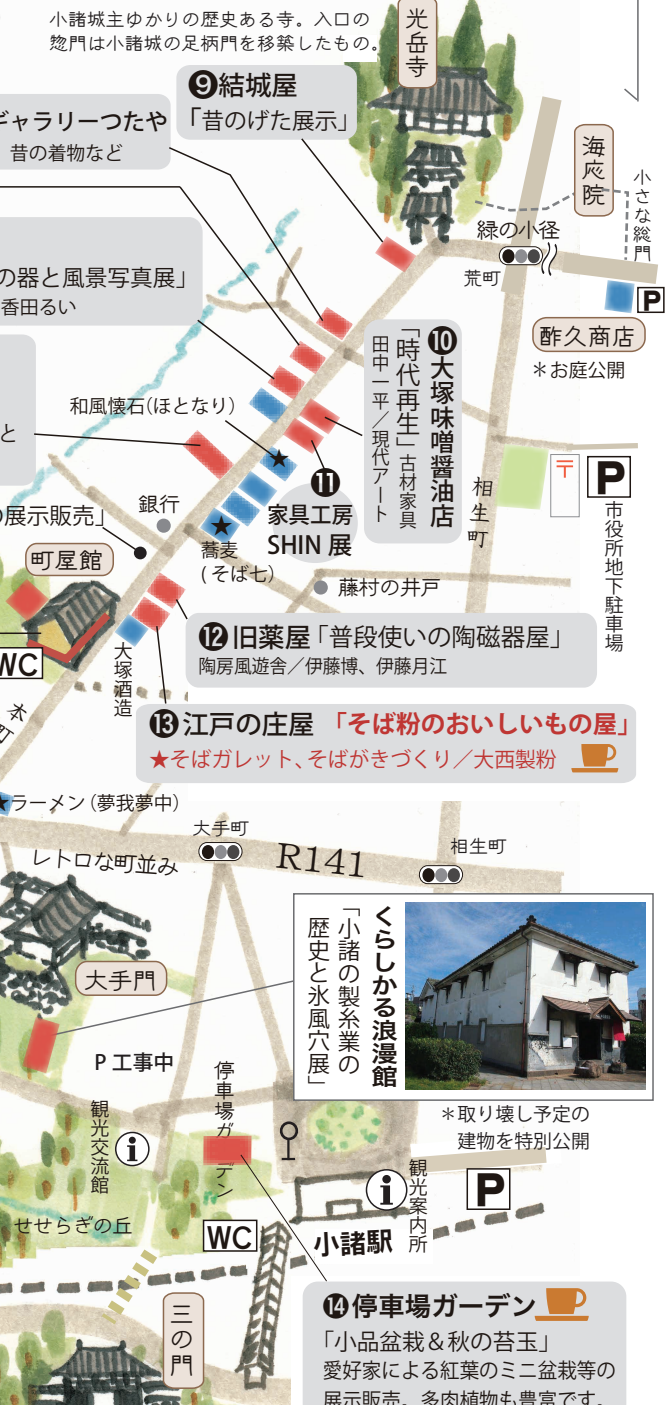 小諸城主ゆかりの歴史ある寺。入口の
惣門は小諸城の足柄門を移築したもの。
光岳寺
❾結城屋
「昔のげた展示」
ギャラリーつたや
昔の着物など
海応院
小さな総門
緑の小径
荒町
P
酢久商店
＊お庭公開
の器と風景写真展」
香田るい
❿大塚味噌醤油店
「時代再生」古材家具
田中一平／現代アート
と
和風懐石(ほとなり)
★
⓫
家具工房
SHIN 展
相生町
〒
P
市役所地下駐車場
の展示販売」
銀行
★
蕎麦
(そば七)
町屋館
藤村の井戸
WC
大塚酒造
本町
⓬旧薬屋「普段使いの陶磁器屋」
陶房風遊舎／伊藤博、伊藤月江
⓭江戸の庄屋「そば粉のおいしいもの屋」
★そばガレット、そばがきづくり／大西製粉
★ラーメン(夢我夢中)
大手町
相生町
レトロな町並み
R141
くらしかる浪漫館
「小諸の製糸業の
歴史と氷風穴展」
大手門
P工事中
停車場ガーデン
＊取り壊し予定の
建物を特別公開
観光交流館
i
i
観光案内所
P
せせらぎの丘
WC
小諸駅
三の門
⓮停車場ガーデン
「小品盆栽＆秋の苔玉」
愛好家による紅葉のミニ盆栽等の
展示販売。多肉植物も豊富です。